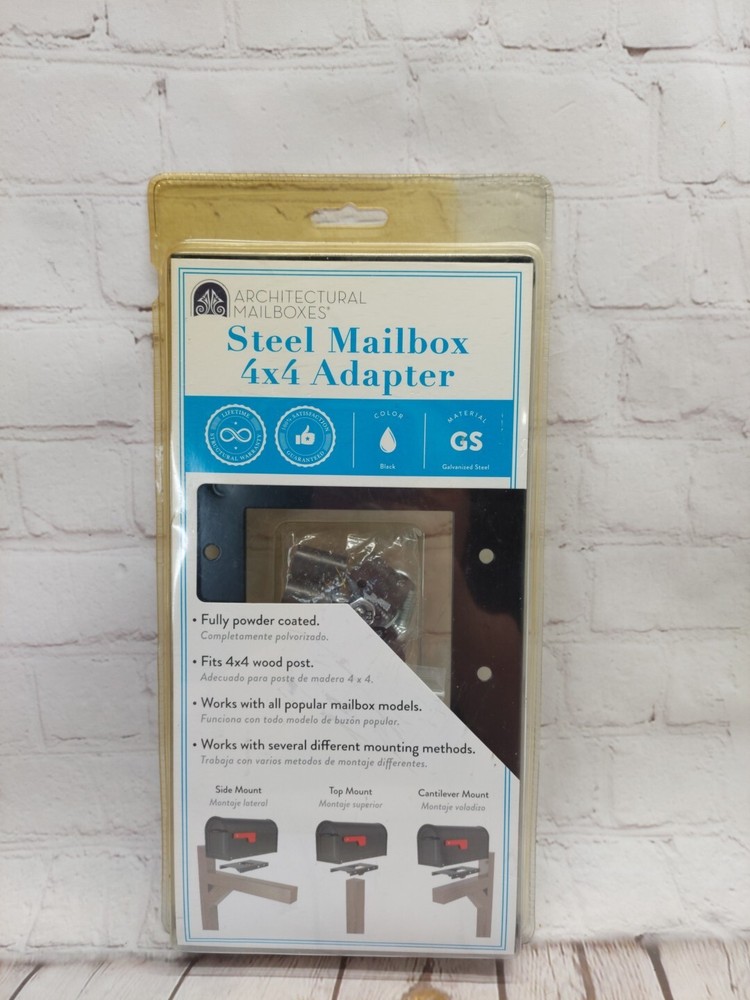 ARCHITECTURAL
MAILBOXES®
Steel Mailbox
4x4 Adapter
LIFETIME
STRUCTURAL WARRANTY
100% SATISFACTION
GUARANTEED
COLOR
Black
MATERIAL
GS
Galvanized Steel
• Fully powder coated.
Completamente polvorizado.
• Fits 4x4 wood post.
Adecuado para poste de madera 4 x 4.
• Works with all popular mailbox models.
Funciona con todo modelo de buzón popular.
• Works with several different mounting methods.
Trabaja con varios metodos de montaje differentes.
Side Mount
Montaje lateral
Top Mount
Montaje superior
Cantilever Mount
Montaje voladizo